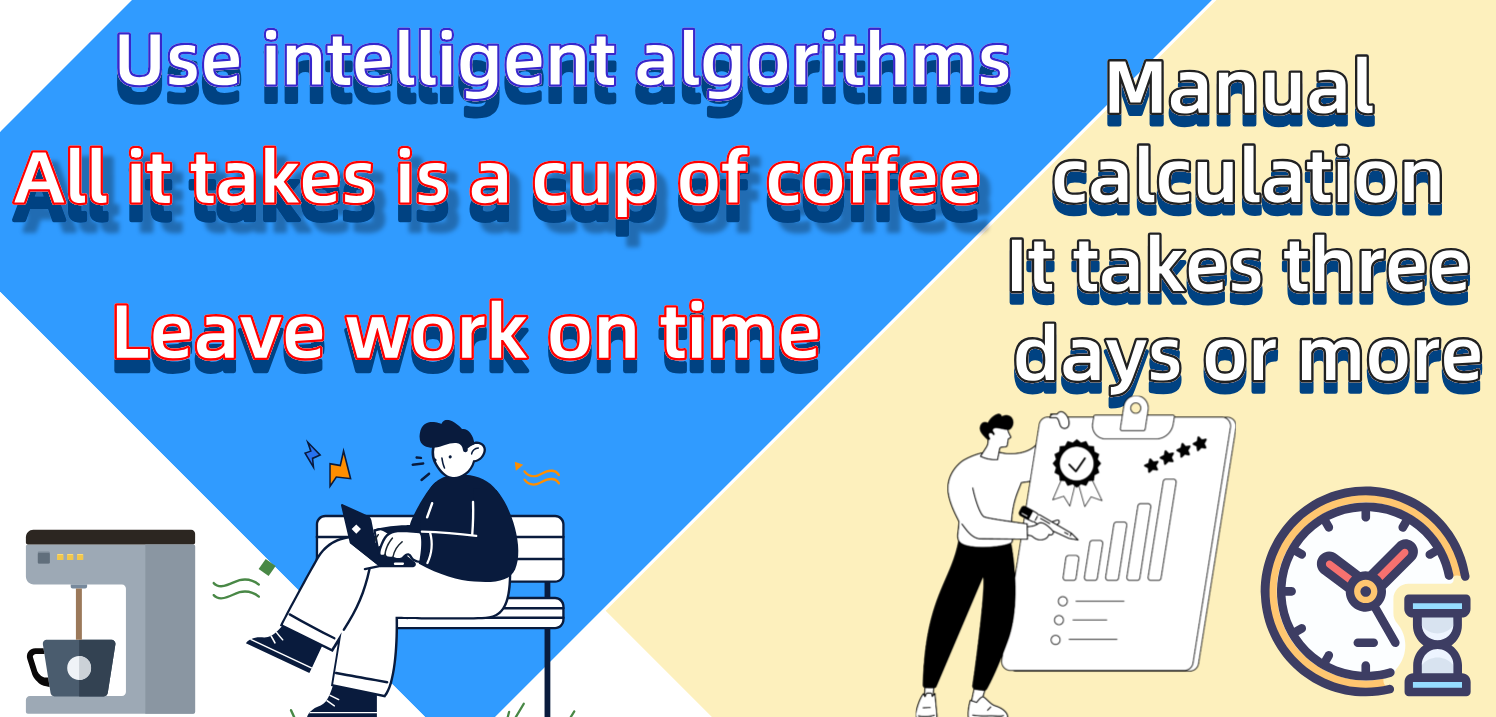 Use intelligent algorithms
All it takes is a cup of coffee
Leave work on time
Manual
calculation
It takes three
days or more